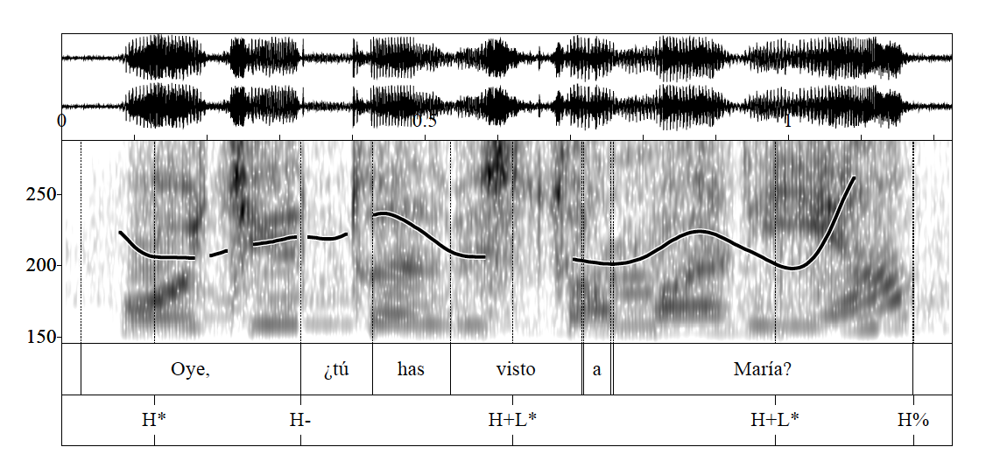 0 0.5 1
250
200
150
Oye, ¿tú has visto a María?
H* H- H+L* H+L* H%